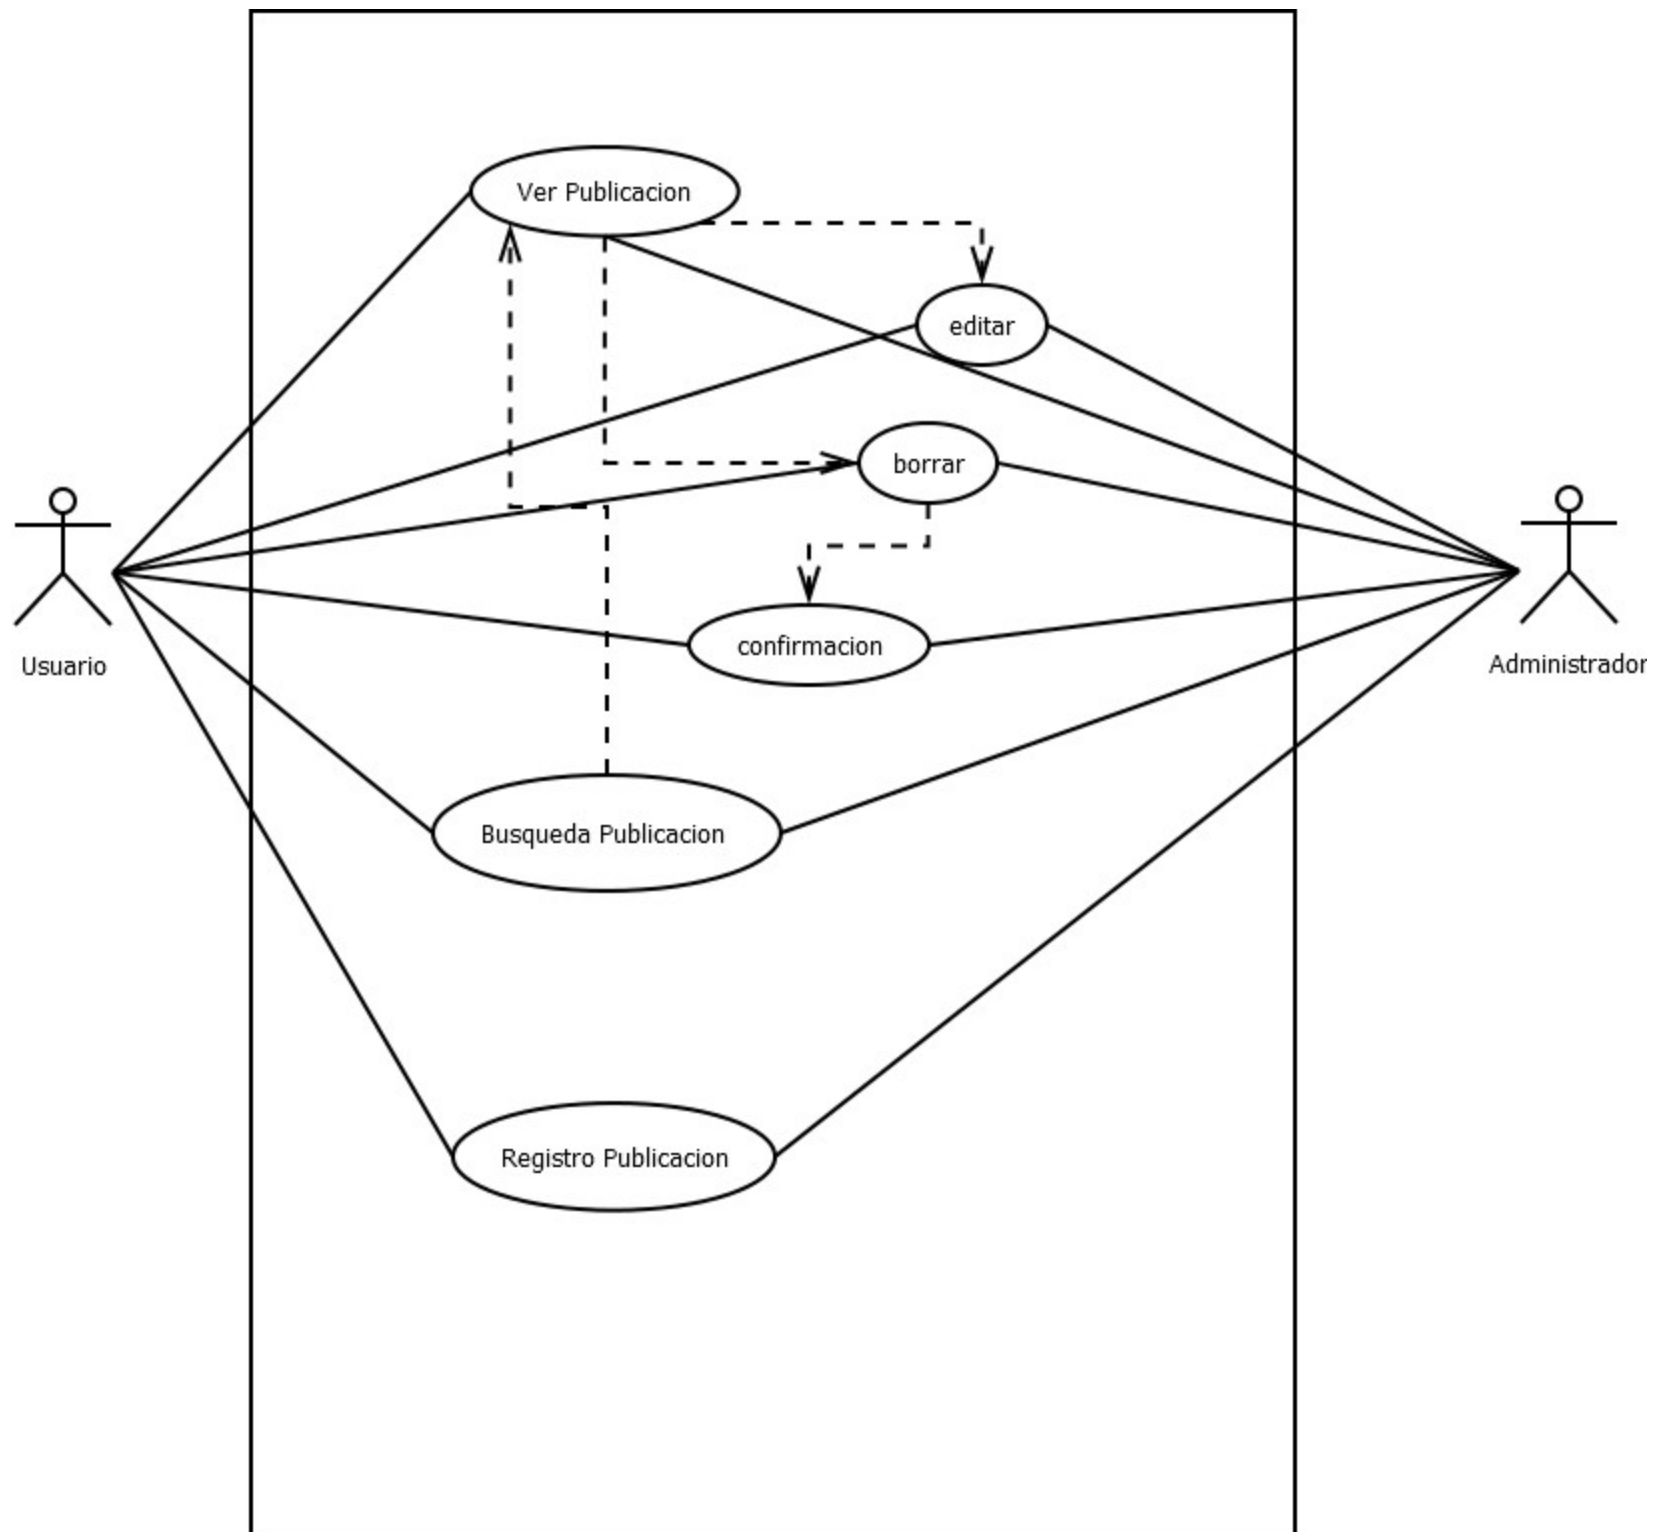 Ver Publicacion
editar
borrar
confirmacion
Usuario
Administrador
Busqueda Publicacion
Registro Publicacion